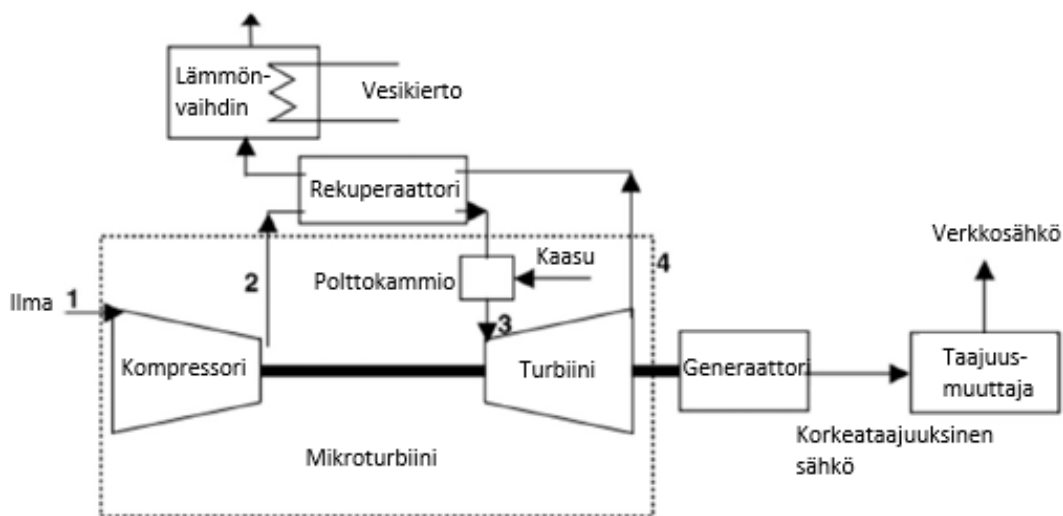 Lämmön-
vaihdin
Vesikierto
Rekuperaattori
Verkkosähkö
Kaasu
2
4
Polttokammio
Ilma 1
3
Kompressori
Turbiini
Generaattori
Taajuus-
muuttaja
Korkeataajuuksinen
sähkö
Mikroturbiini